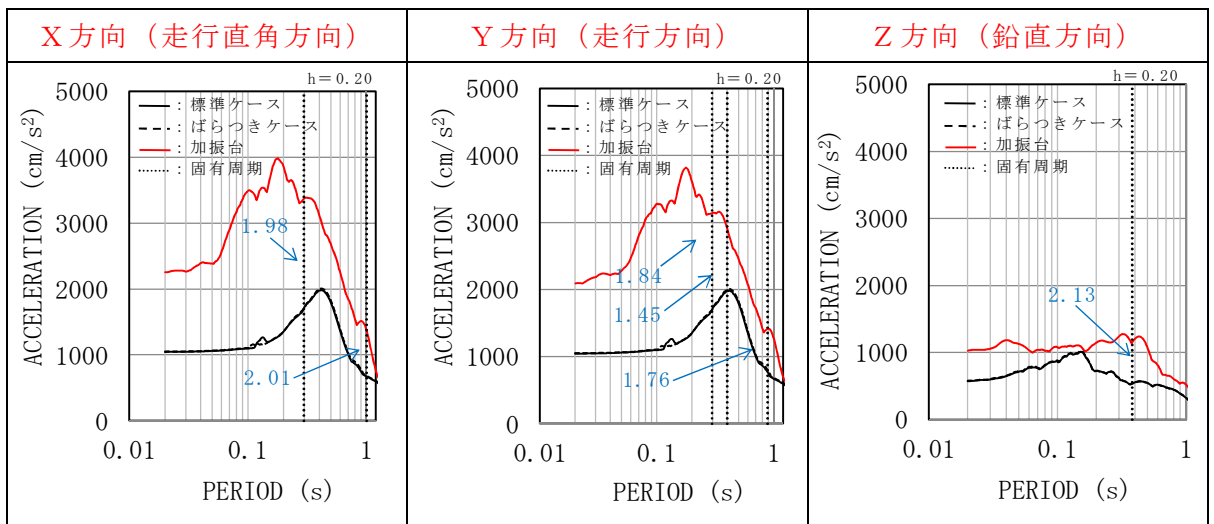 X方向（走行直角方向）
h＝0.20
ACCELERATION (cm/s²)
5000
4000
3000
2000
1000
0
：標準ケース
：ばらつきケース
：加振台
：固有周期
1.98
2.01
0.01
0.1
1
PERIOD (s)
Y方向（走行方向）
h＝0.20
ACCELERATION (cm/s²)
5000
4000
3000
2000
1000
0
：標準ケース
：ばらつきケース
：加振台
：固有周期
1.84
1.45
1.76
0.01
0.1
1
PERIOD (s)
Z方向（鉛直方向）
h＝0.20
ACCELERATION (cm/s²)
5000
4000
3000
2000
1000
0
：標準ケース
：ばらつきケース
：加振台
：固有周期
2.13
0.01
0.1
1
PERIOD (s)